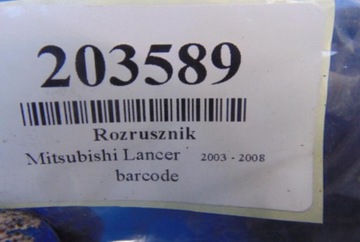 203589
Rozrusznik
Mitsubishi Lancer 2003 - 2008
barcode